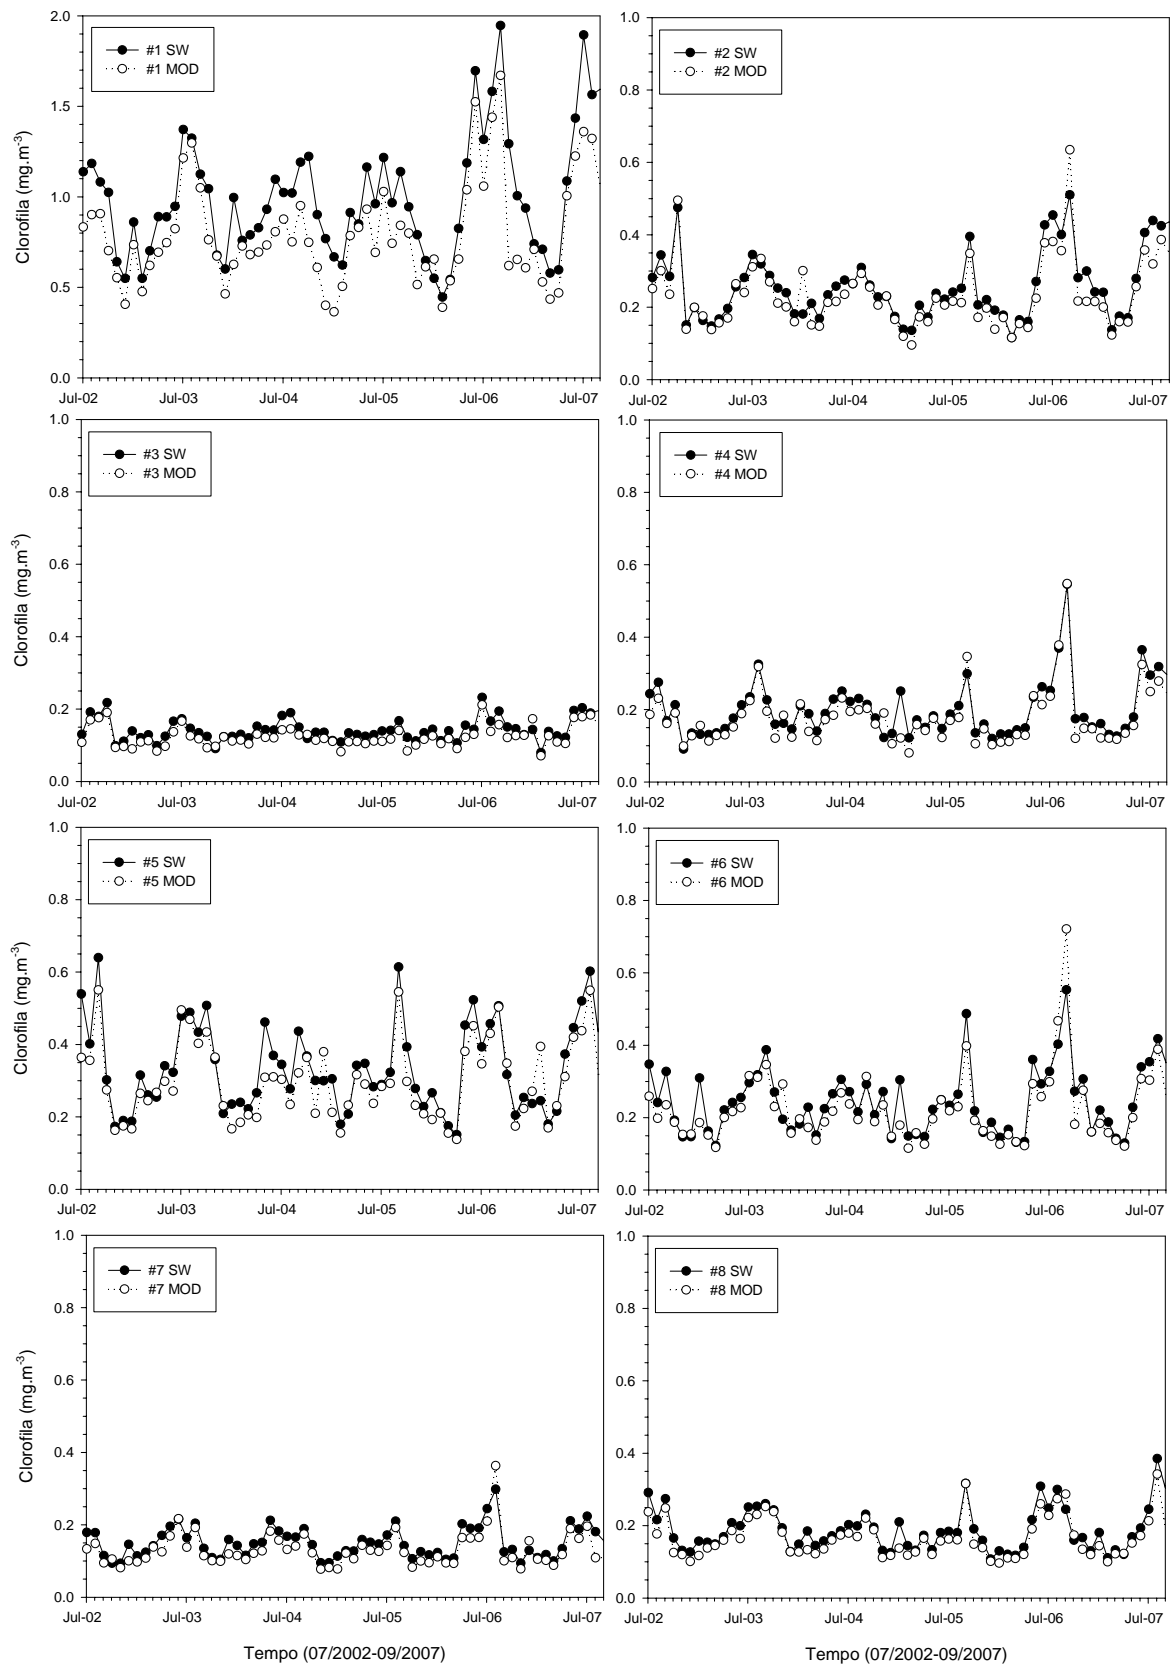 #1 SW
#1 MOD
Clorofila (mg.m-3)
2.0
1.5
1.0
0.5
0.0
Jul-02 Jul-03 Jul-04 Jul-05 Jul-06 Jul-07
#2 SW
#2 MOD
1.0
0.8
0.6
0.4
0.2
0.0
Jul-02 Jul-03 Jul-04 Jul-05 Jul-06 Jul-07
#3 SW
#3 MOD
Clorofila (mg.m-3)
1.0
0.8
0.6
0.4
0.2
0.0
Jul-02 Jul-03 Jul-04 Jul-05 Jul-06 Jul-07
#4 SW
#4 MOD
1.0
0.8
0.6
0.4
0.2
0.0
Jul-02 Jul-03 Jul-04 Jul-05 Jul-06 Jul-07
#5 SW
#5 MOD
Clorofila (mg.m-3)
1.0
0.8
0.6
0.4
0.2
0.0
Jul-02 Jul-03 Jul-04 Jul-05 Jul-06 Jul-07
#6 SW
#6 MOD
1.0
0.8
0.6
0.4
0.2
0.0
Jul-02 Jul-03 Jul-04 Jul-05 Jul-06 Jul-07
#7 SW
#7 MOD
Clorofila (mg.m-3)
1.0
0.8
0.6
0.4
0.2
0.0
Jul-02 Jul-03 Jul-04 Jul-05 Jul-06 Jul-07
Tempo (07/2002-09/2007)
#8 SW
#8 MOD
1.0
0.8
0.6
0.4
0.2
0.0
Jul-02 Jul-03 Jul-04 Jul-05 Jul-06 Jul-07
Tempo (07/2002-09/2007)